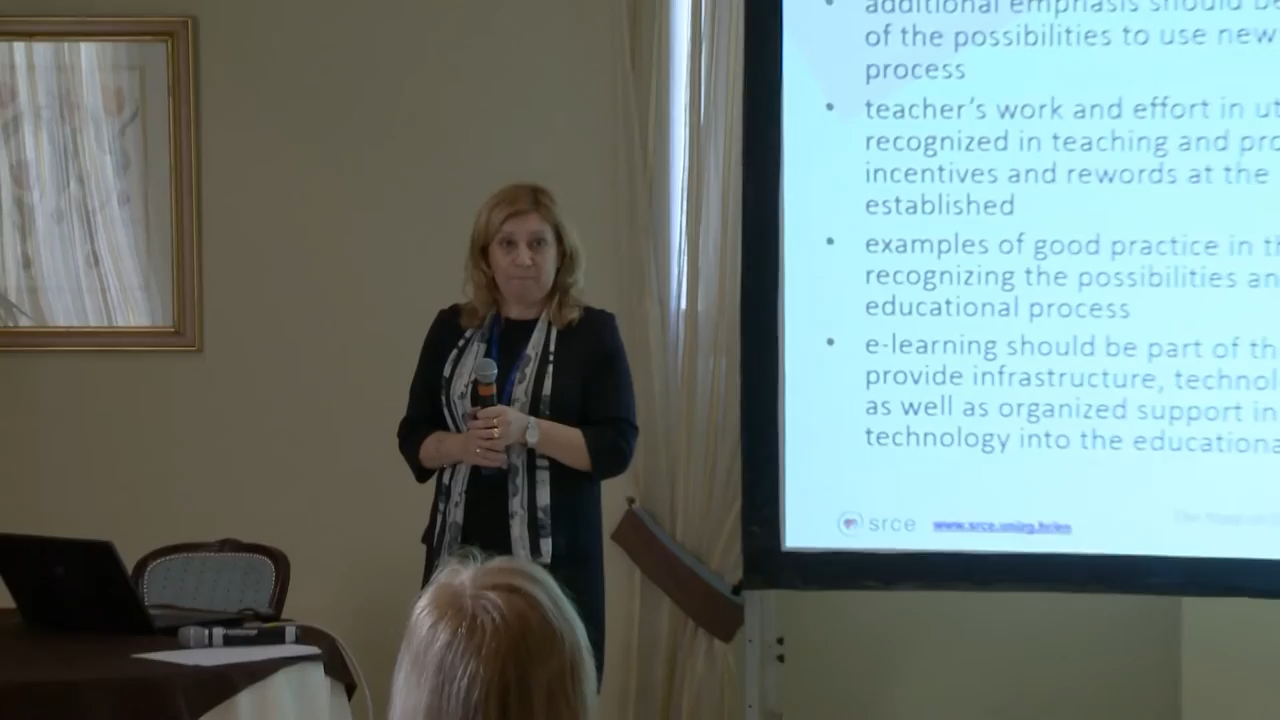 additional emphasis should be
of the possibilities to use new
process
teacher's work and effort in ut
recognized in teaching and pro
incentives and rewords at the
established
examples of good practice in th
recognizing the possibilities an
educational process
e-learning should be part of th
provide infrastructure, technol
as well as organized support in
technology into the educationa
srce www.srce.unizg.hr/en